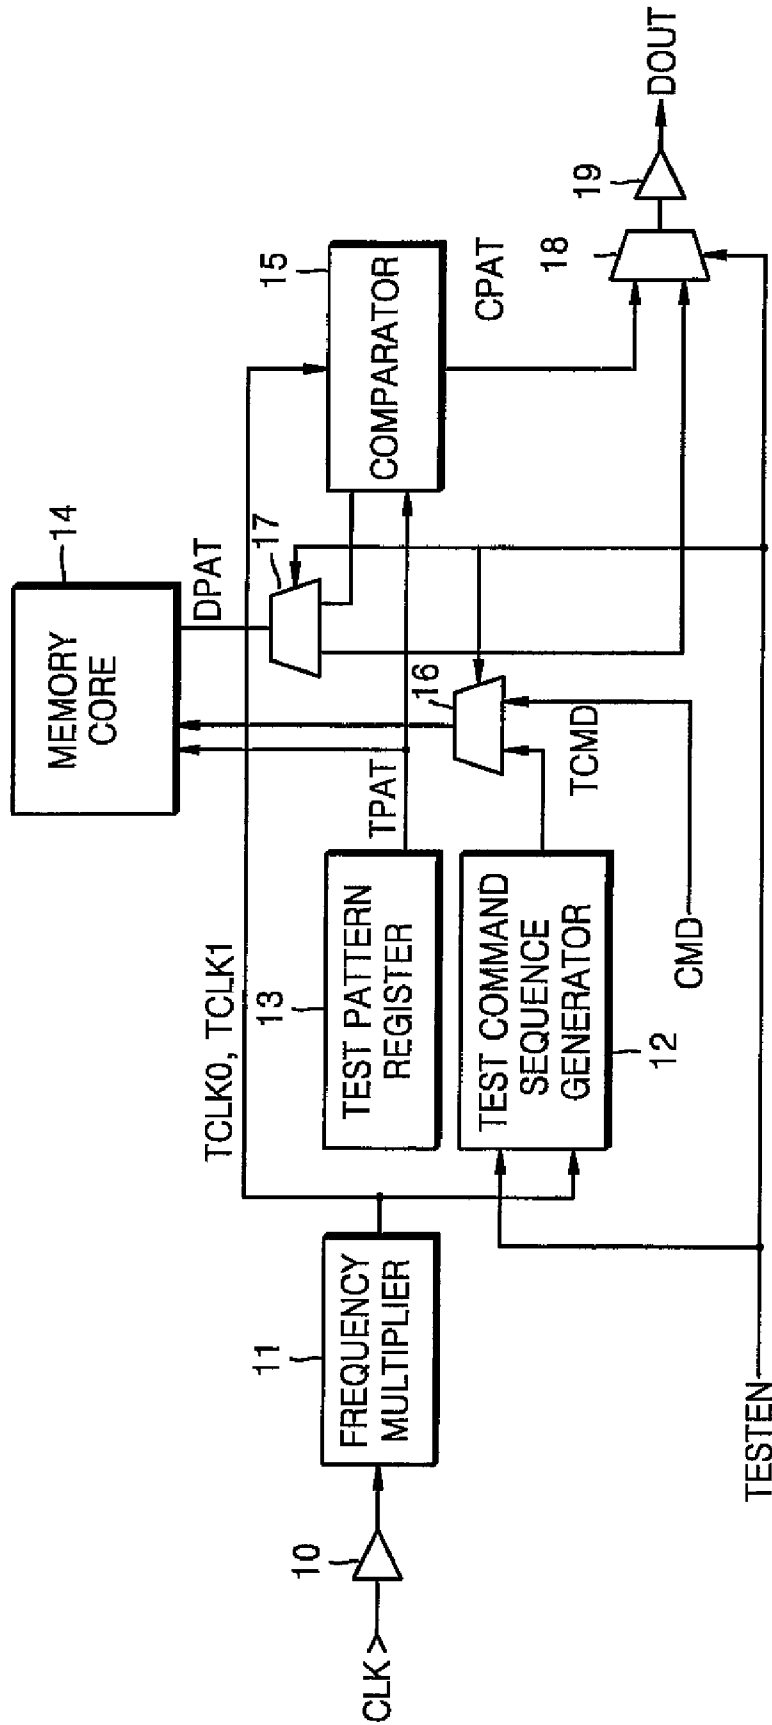 MEMORY
CORE
14
TCLK0, TCLK1
DPAT
17
15
11
FREQUENCY
MULTIPLIER
13
TEST PATTERN
REGISTER
TPAT
COMPARATOR
10
CLK
16
CPAT
TEST COMMAND
SEQUENCE
GENERATOR
12
TCMD
18
19
DOUT
CMD
TESTEN